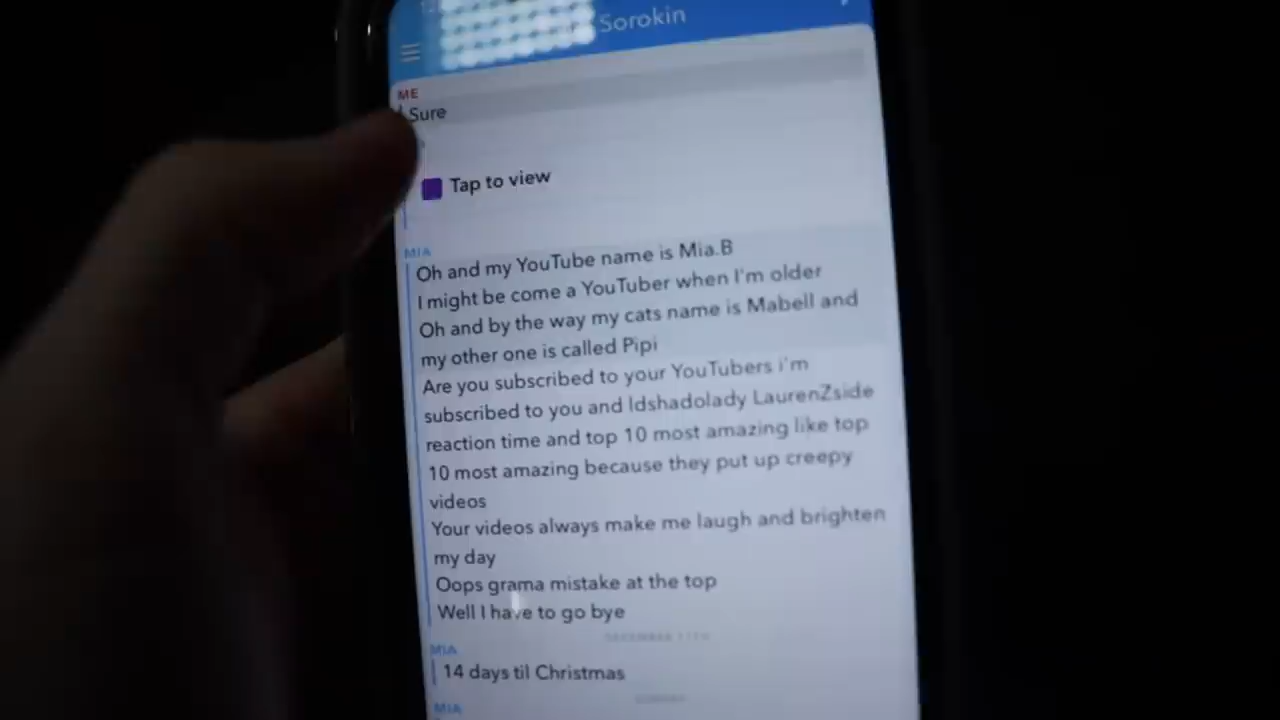 Sorokin
ME
Sure
Tap to view
MIA
Oh and my YouTube name is Mia.B
I might be come a YouTuber when I'm older
Oh and by the way my cats name is Mabell and
my other one is called Pipi
Are you subscribed to your YouTubers i'm
subscribed to you and ldshadolady LaurenZside
reaction time and top 10 most amazing like top
10 most amazing because they put up creepy
videos
Your videos always make me laugh and brighten
my day
Oops grama mistake at the top
Well I have to go bye
DECEMBER 11TH
MIA
14 days til Christmas
MIA